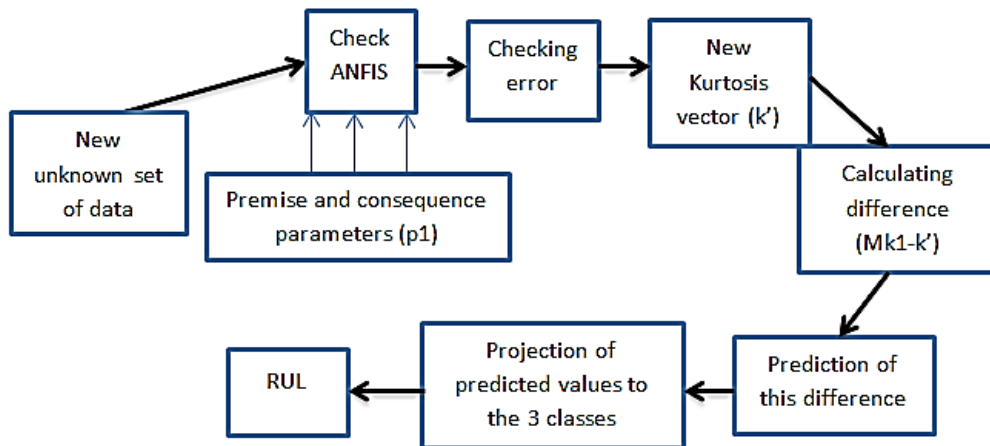 New
unknown set
of data
Check
ANFIS
Premise and consequence
parameters (p1)
Checking
error
New
Kurtosis
vector (k’)
Calculating
difference
(Mk1-k’)
Prediction of
this difference
Projection of
predicted values to
the 3 classes
RUL